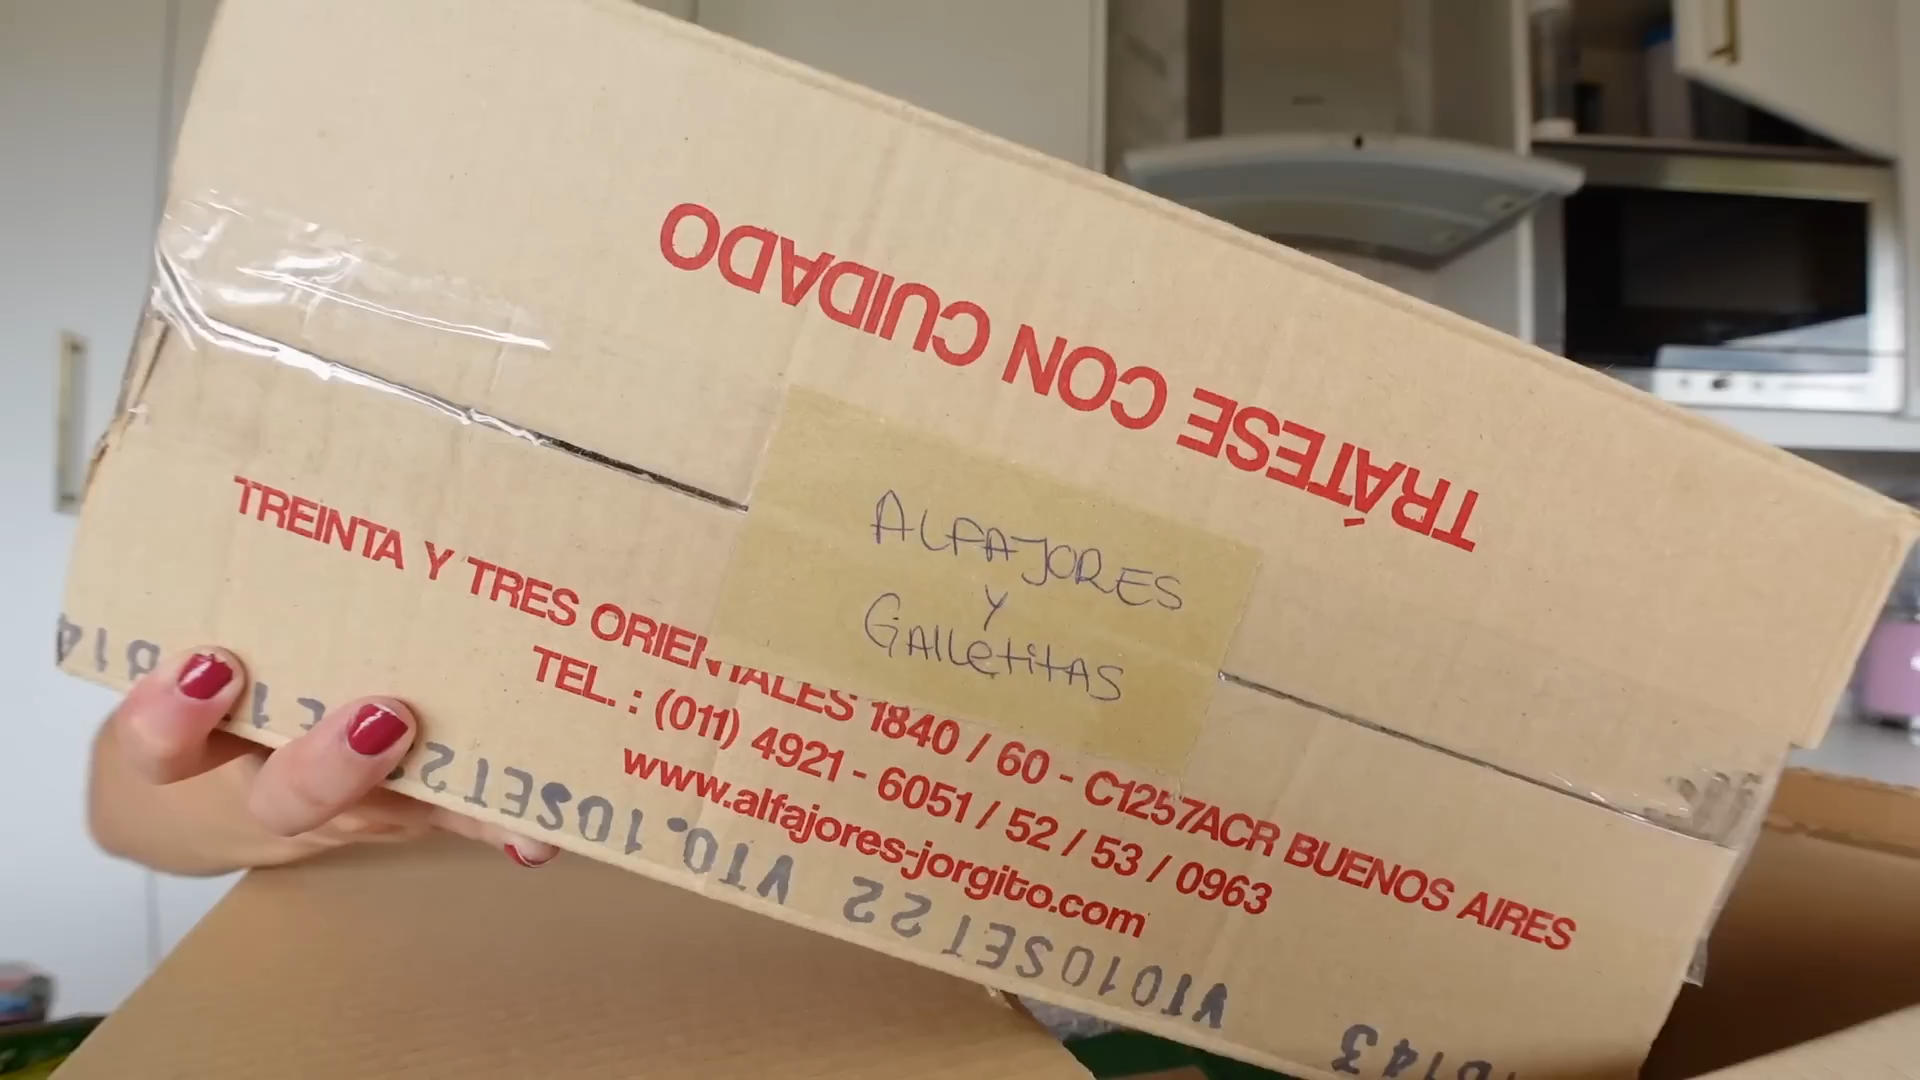 TRÁTESE CON CUIDADO
ALFAJORES
Y
GALLETITAS
TREINTA Y TRES ORIENTALES 1840 / 60 - C1257ACR BUENOS AIRES
TEL. : (011) 4921 - 6051 / 52 / 53 / 0963
www.alfajores-jorgito.com
VTO10SET22 VTO.10SET22